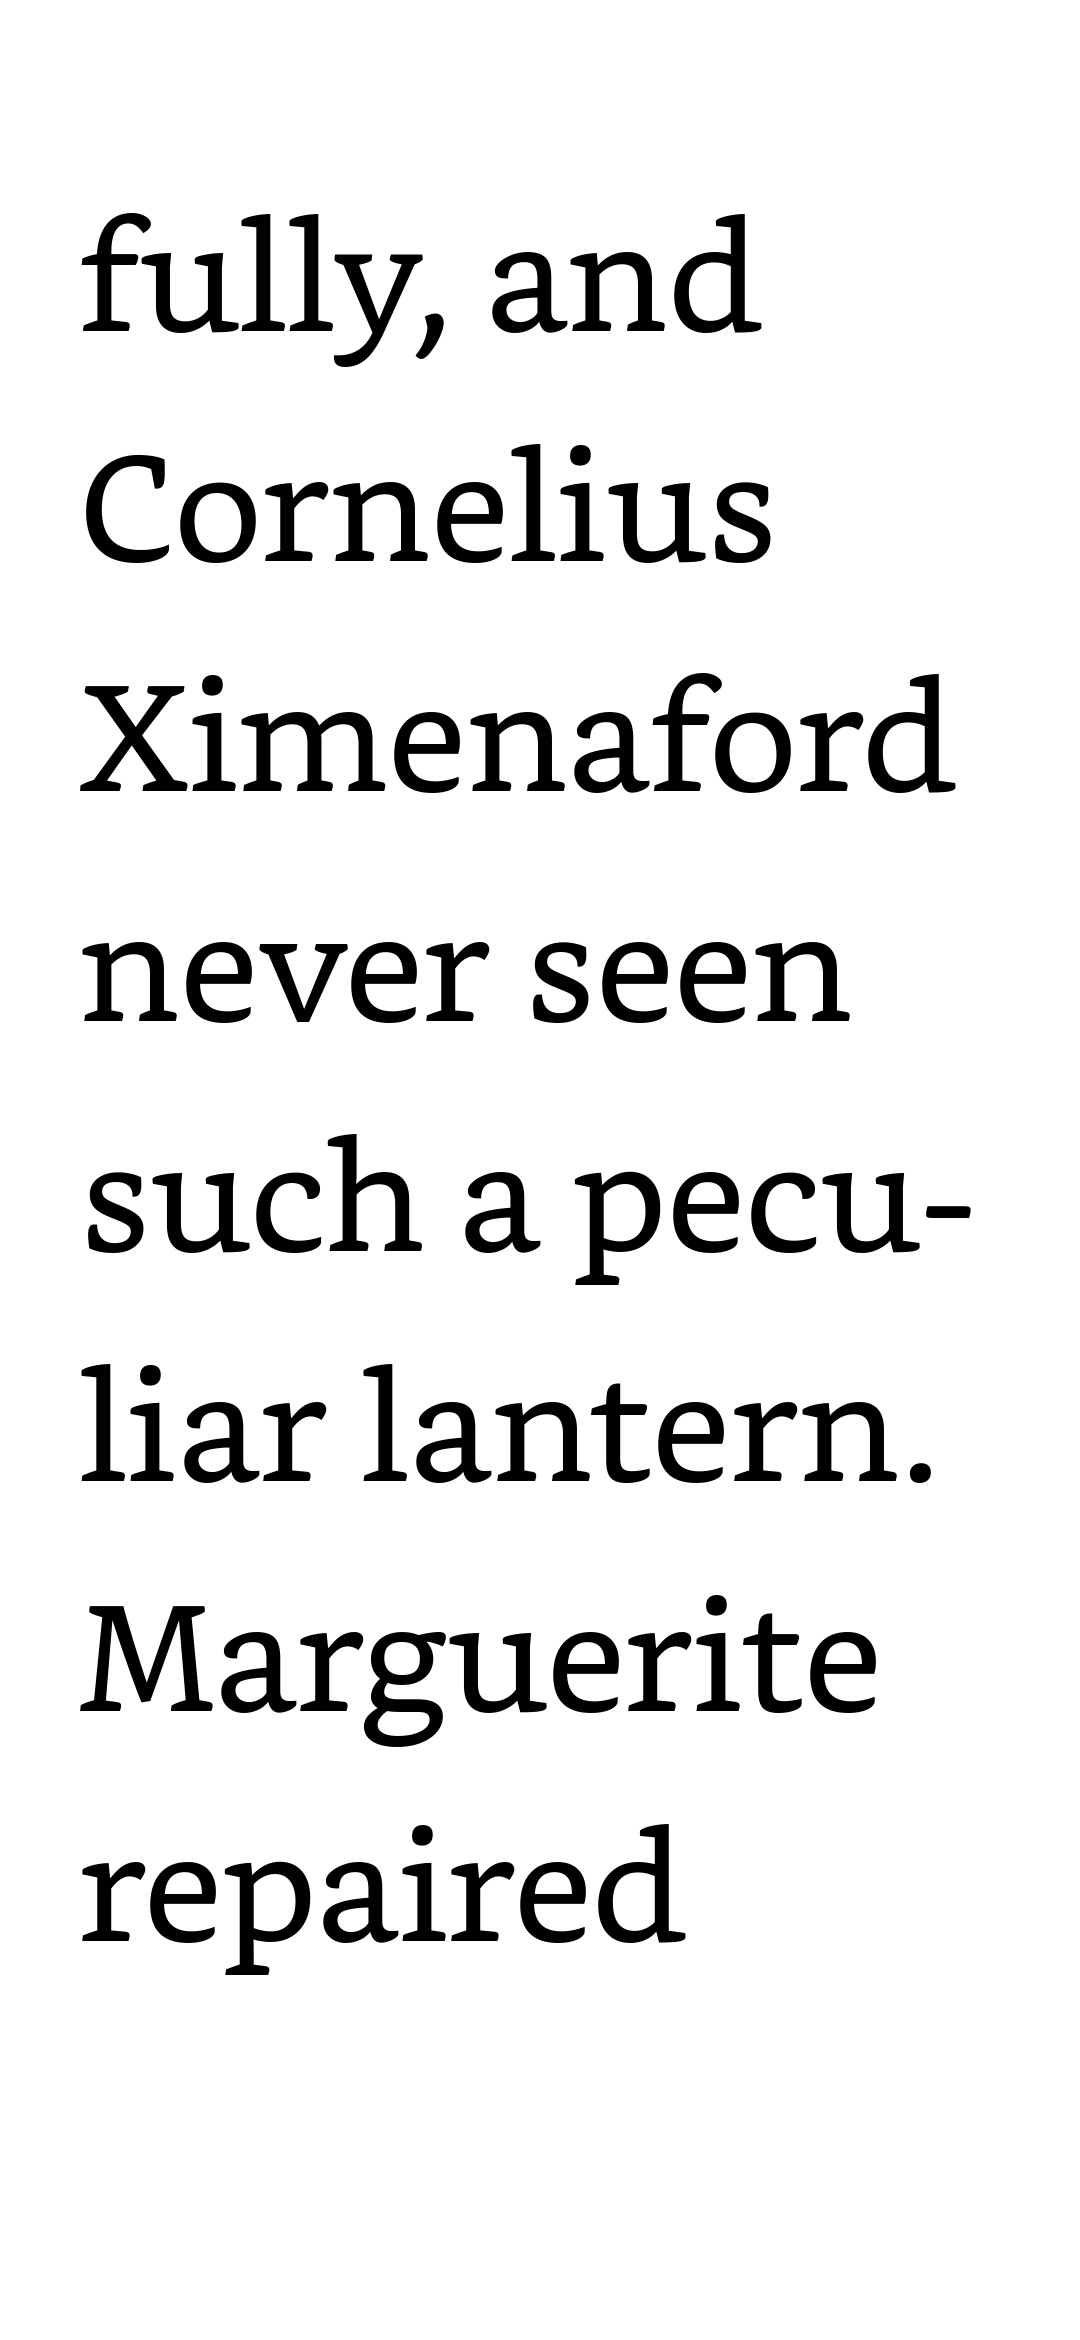 fully, and
Cornelius
Ximenaford
never seen
such a pecu-
liar lantern.
Marguerite
repaired